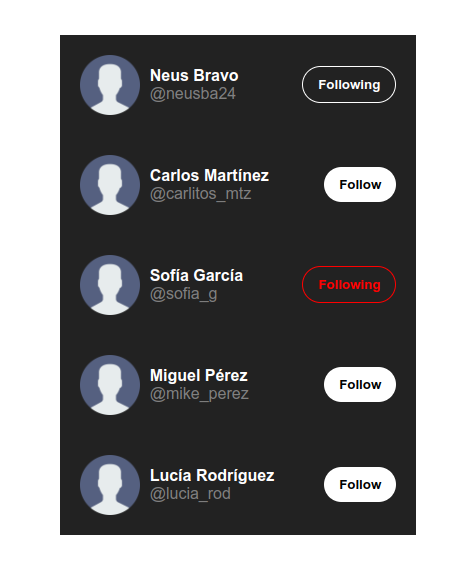 Neus Bravo
@neusba24
Following
Carlos Martínez
@carlitos_mtz
Follow
Sofía García
@sofia_g
Following
Miguel Pérez
@mike_perez
Follow
Lucía Rodríguez
@lucia_rod
Follow